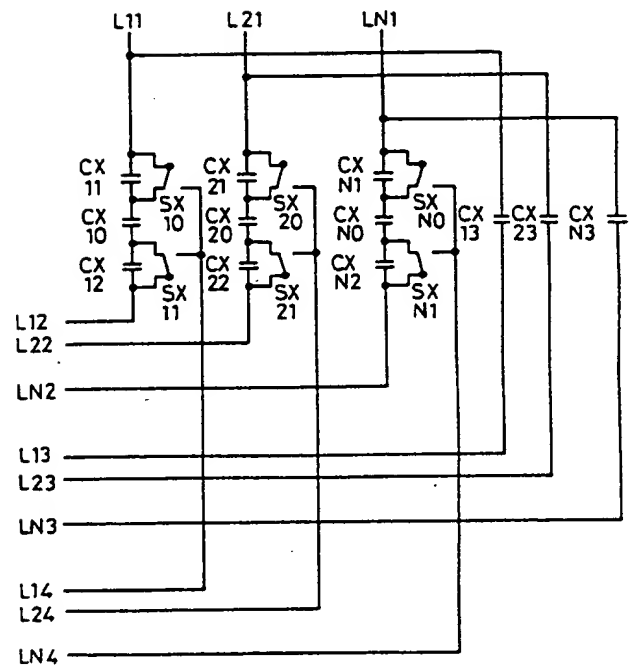 L11
L21
LN1
CX
11
CX
10
CX
12
SX
10
SX
11
CX
21
CX
20
CX
22
SX
20
SX
21
CX
N1
CX
N0
CX
N2
SX
N0
SX
N1
CX
13
CX
23
CX
N3
L12
L22
LN2
L13
L23
LN3
L14
L24
LN4